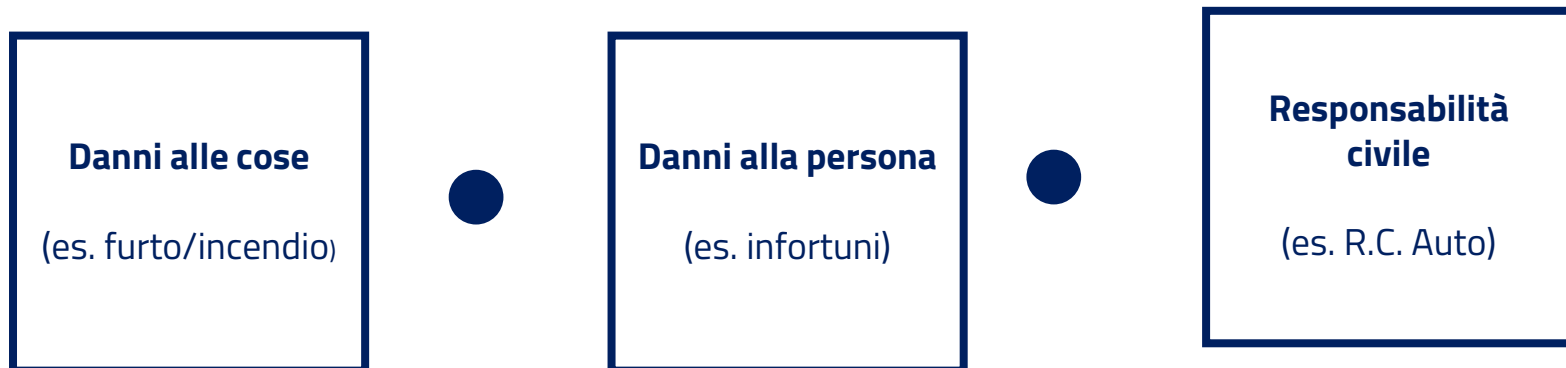 Danni alle cose
(es. furto/incendio)
Danni alla persona
(es. infortuni)
Responsabilità
civile
(es. R.C. Auto)